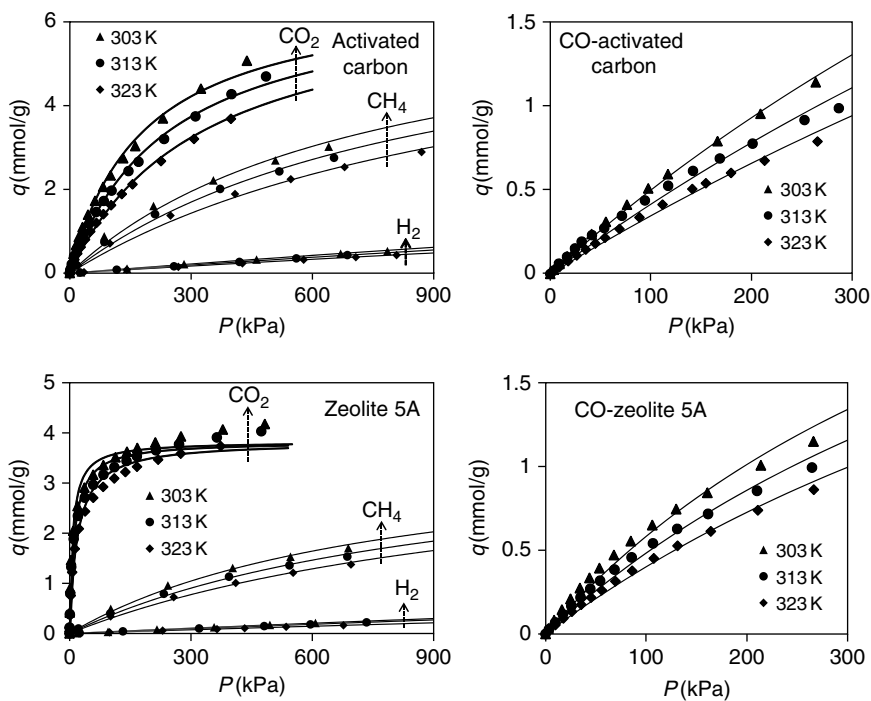 6
4
2
0
q(mmol/g)
303 K
313 K
323 K
CO2
Activated
carbon
CH4
H2
0 300 600 900
P(kPa)
1.5
1
0.5
0
q(mmol/g)
CO-activated
carbon
303 K
313 K
323 K
0 100 200 300
P(kPa)
5
4
3
2
1
0
q(mmol/g)
CO2
Zeolite 5A
303 K
313 K
323 K
CH4
H2
0 300 600 900
P(kPa)
1.5
1
0.5
0
q(mmol/g)
CO-zeolite 5A
303 K
313 K
323 K
0 100 200 300
P(kPa)